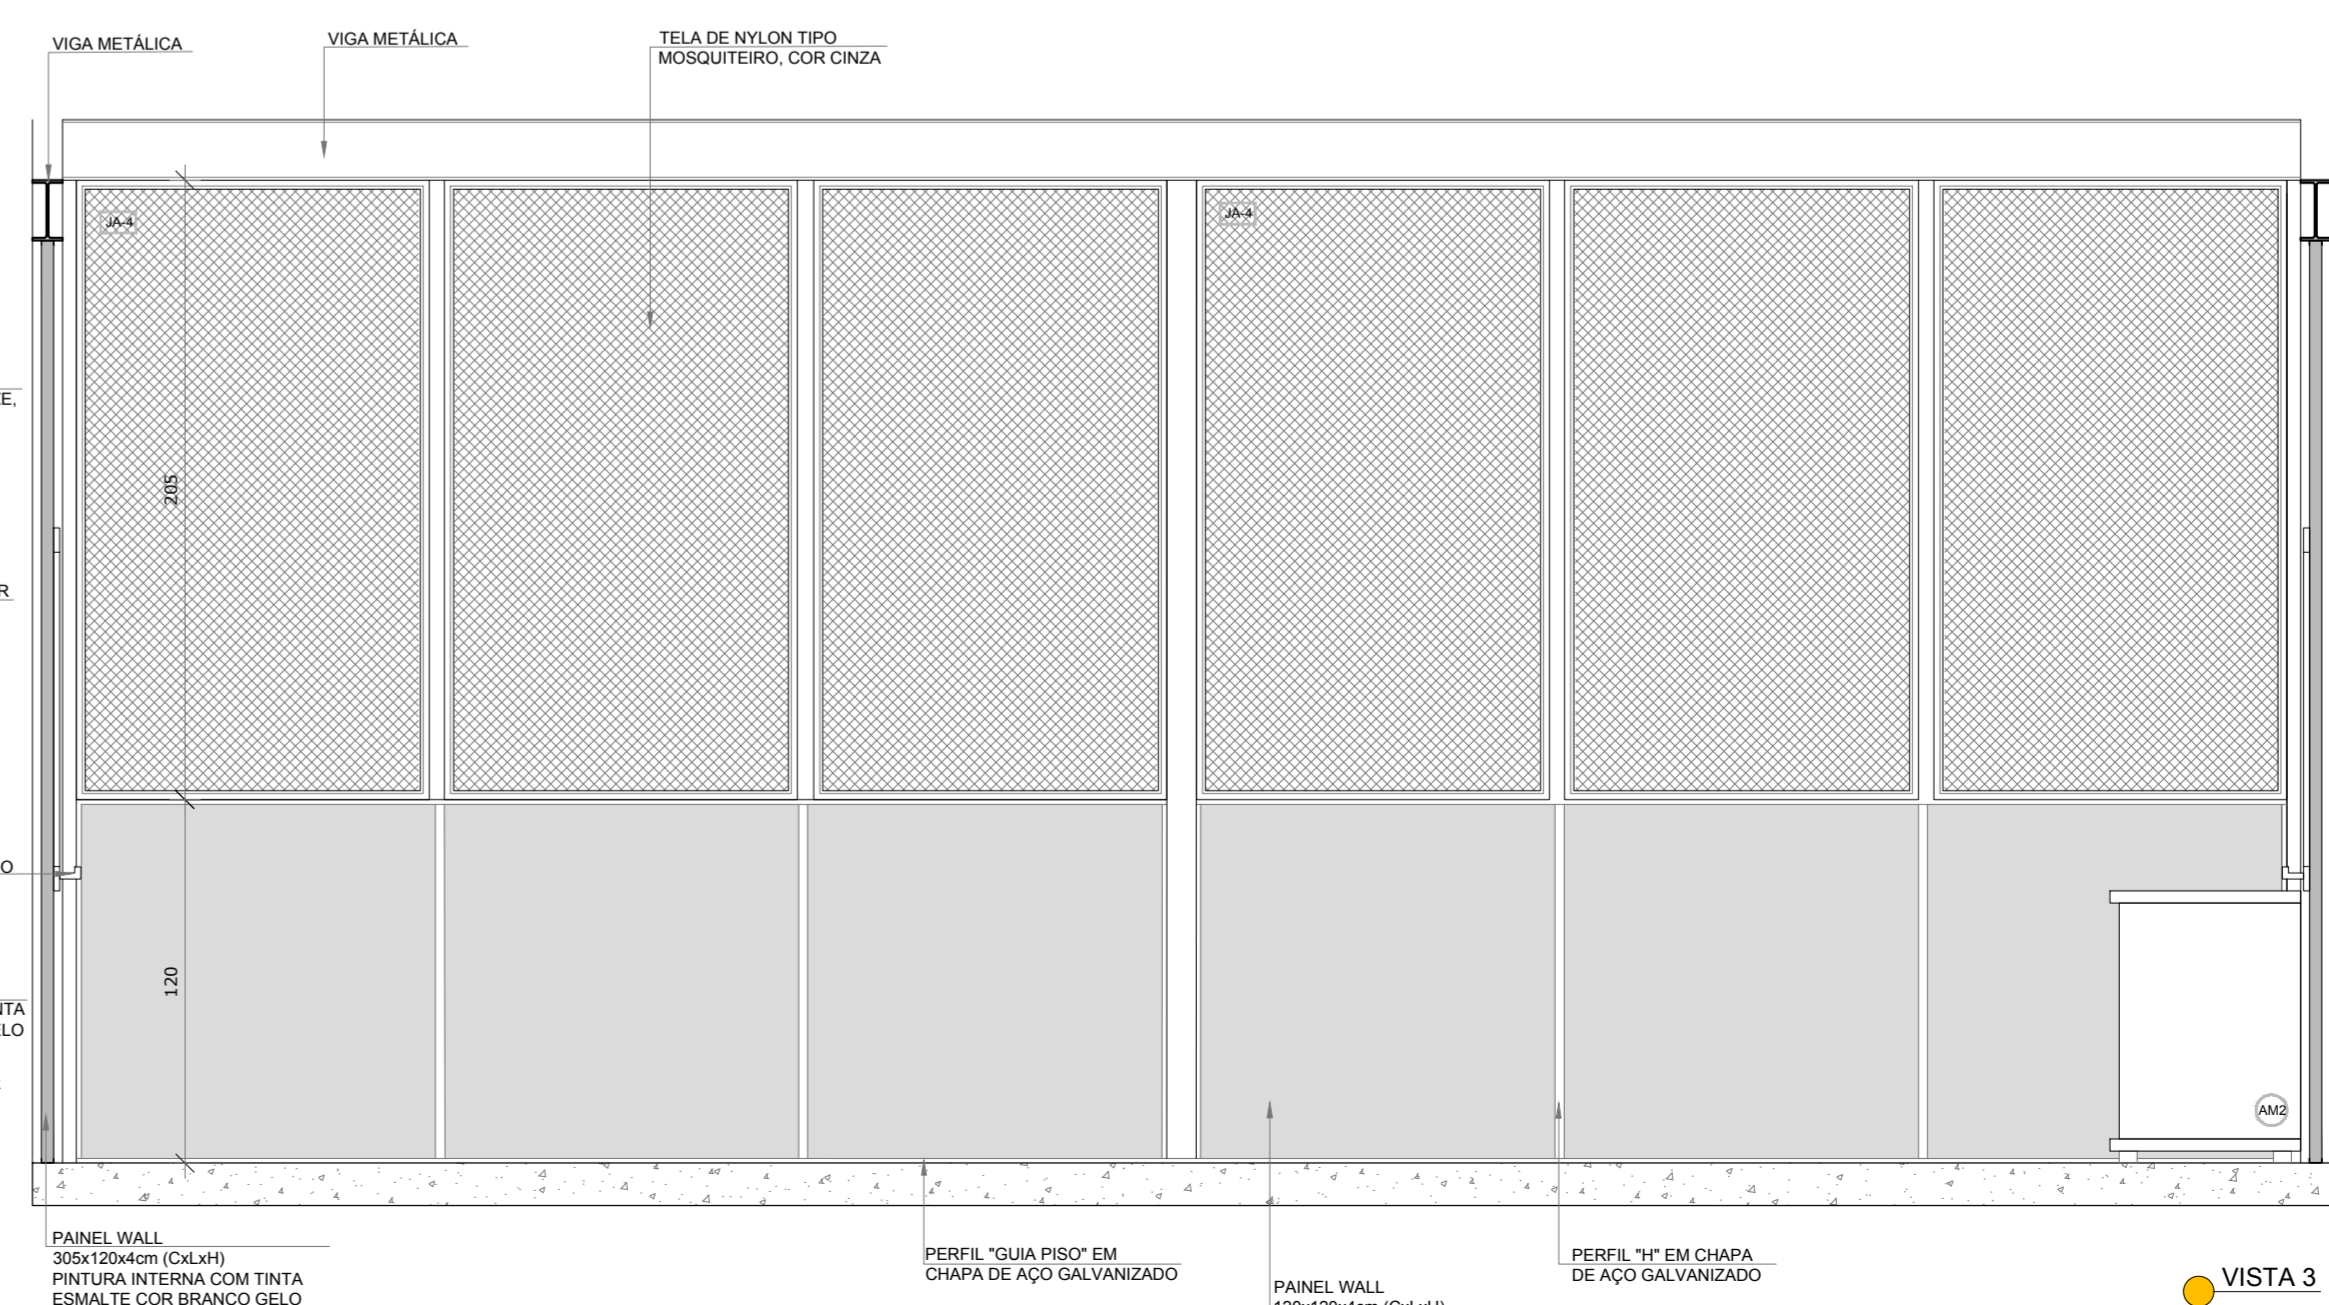 VIGA METÁLICA
VIGA METÁLICA
TELA DE NYLON TIPO
MOSQUITEIRO, COR CINZA
JA-4
JA-4
205
120
AM2
PAINEL WALL
305x120x4cm (CxLxH)
PINTURA INTERNA COM TINTA
ESMALTE COR BRANCO GELO
PERFIL "GUIA PISO" EM
CHAPA DE AÇO GALVANIZADO
PAINEL WALL
PERFIL "H" EM CHAPA
DE AÇO GALVANIZADO
VISTA 3